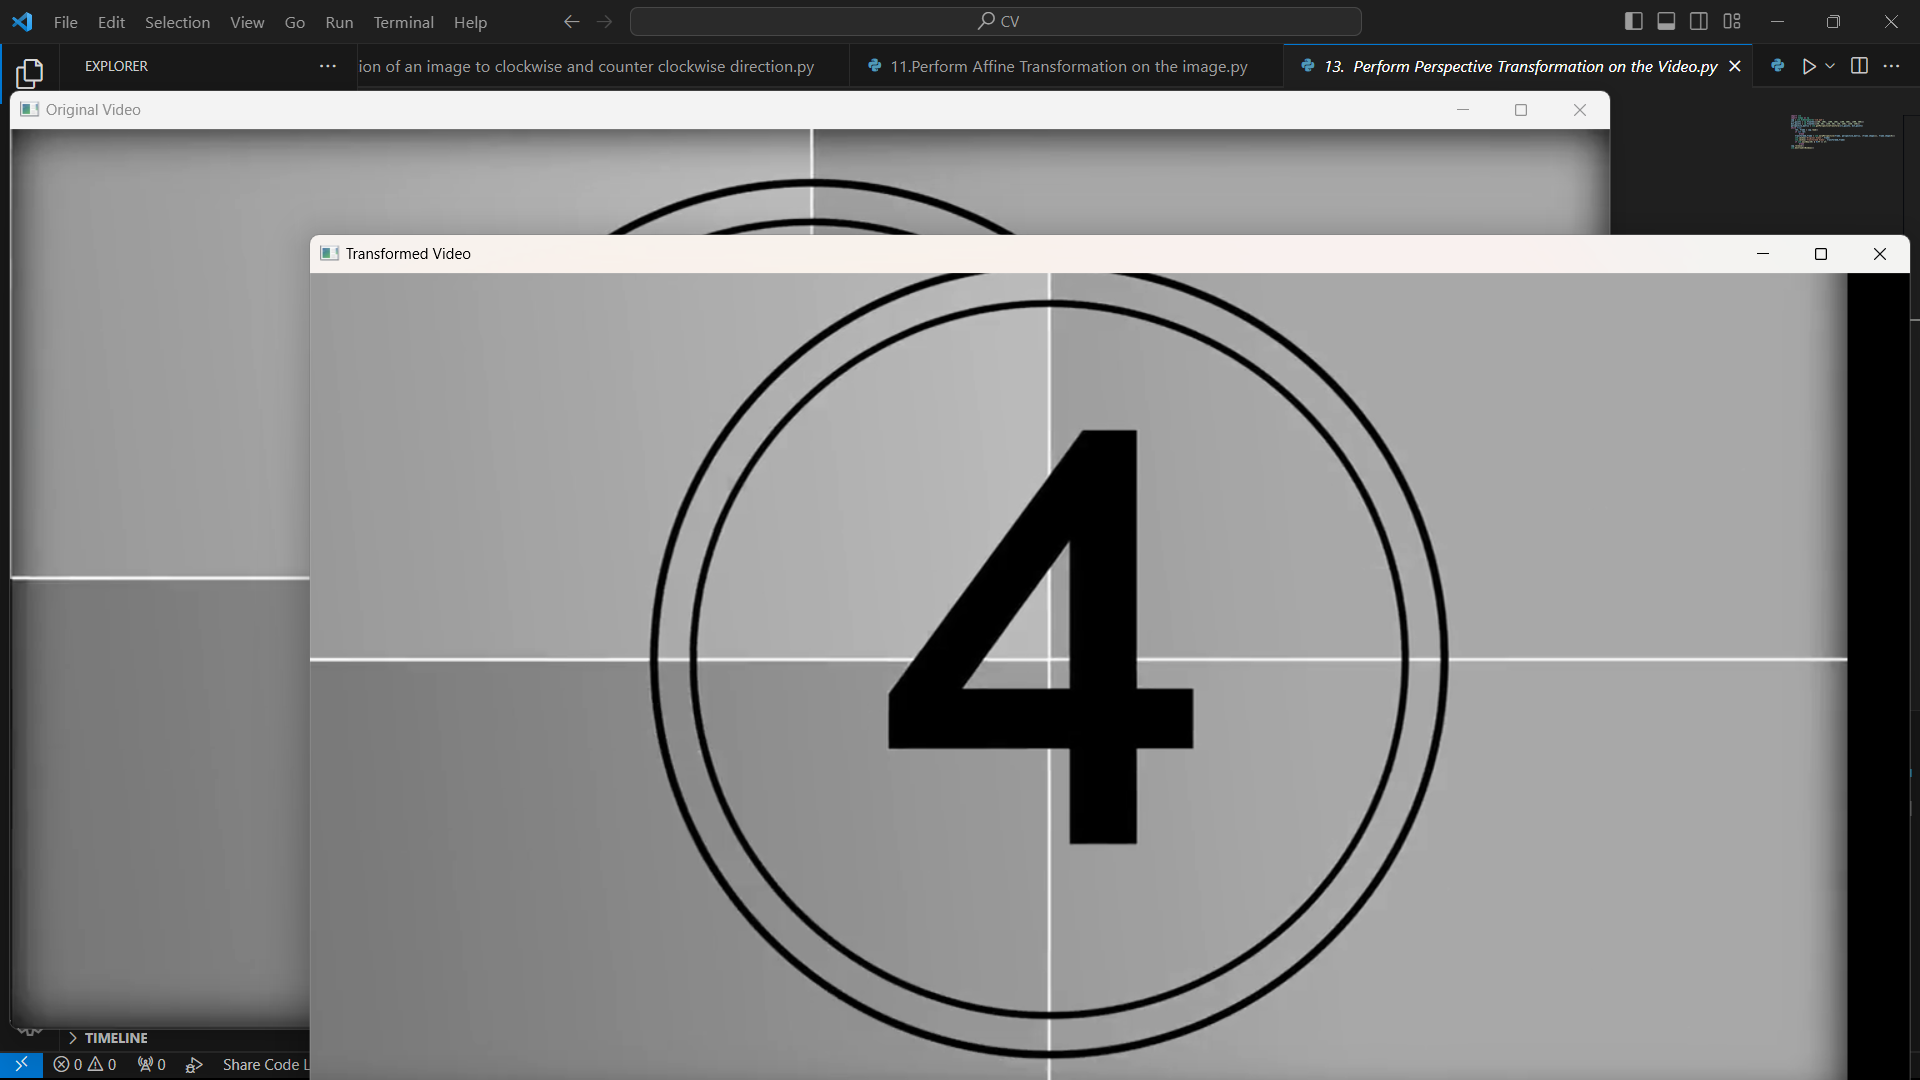 File Edit Selection View Go Run Terminal Help CV
EXPLORER ion of an image to clockwise and counter clockwise direction.py 11.Perform Affine Transformation on the image.py 13. Perform Perspective Transformation on the Video.py
Original Video
Transformed Video
4
TIMELINE
0 0 0 Share Code L